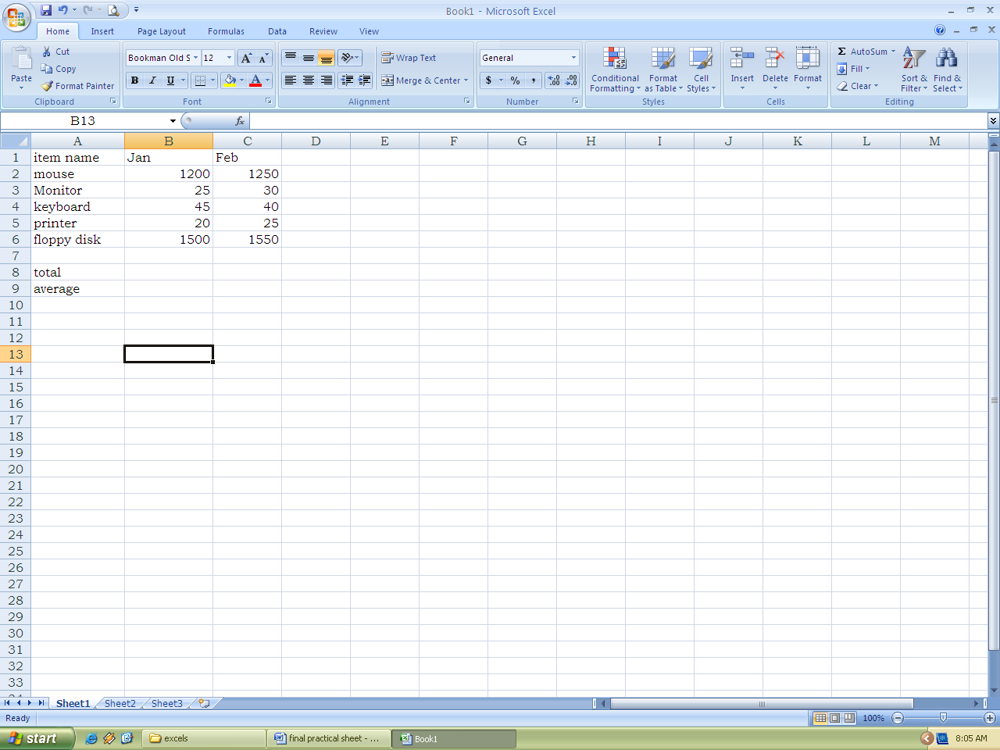 Book1 - Microsoft Excel
Home Insert Page Layout Formulas Data Review View
Paste
Cut
Copy
Format Painter
Clipboard
Bookman Old S 12 A A
B I U A
Font
Wrap Text
Merge & Center
Alignment
General
$ % ,
Number
Conditional Formatting
Format as Table
Cell Styles
Styles
Insert Delete Format
Cells
Σ AutoSum
Fill
Clear
Sort & Filter
Find & Select
Editing
B13 fx
A B C D E F G H I J K L M
1 item name Jan Feb
2 mouse 1200 1250
3 Monitor 25 30
4 keyboard 45 40
5 printer 20 25
6 floppy disk 1500 1550
7
8 total
9 average
10
11
12
13
14
15
16
17
18
19
20
21
22
23
24
25
26
27
28
29
30
31
32
33
Sheet1 Sheet2 Sheet3
Ready 100%
start excels final practical sheet - ... Book1 8:05 AM